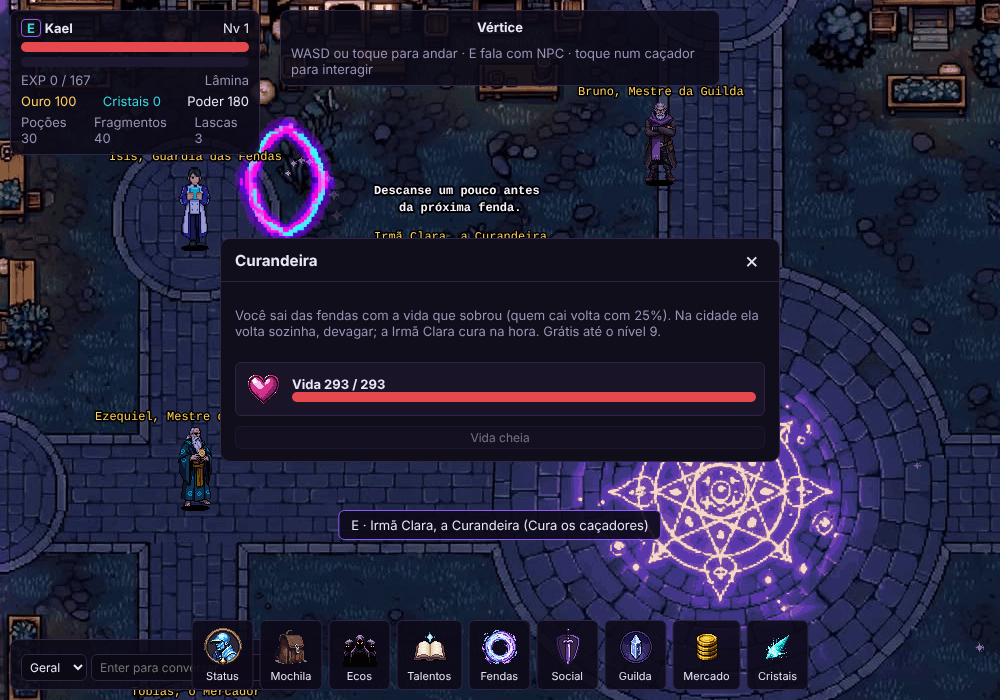 E Kael Nv 1
EXP 0 / 167 Lâmina
Ouro 100 Cristais 0 Poder 180
Poções Fragmentos Lascas
30 40 3
Vértice
WASD ou toque para andar · E fala com NPC · toque num caçador
para interagir
Bruno, Mestre da Guilda
Isis, Guardiã das Fendas
Descanse um pouco antes
da próxima fenda.
Irmã Clara, a Curandeira
Curandeira ×
Você sai das fendas com a vida que sobrou (quem cai volta com 25%). Na cidade ela
volta sozinha, devagar; a Irmã Clara cura na hora. Grátis até o nível 9.
Vida 293 / 293
Vida cheia
Ezequiel, Mestre
E · Irmã Clara, a Curandeira (Cura os caçadores)
Geral Enter para conve
Status Mochila Ecos Talentos Fendas Social Guilda Mercado Cristais
Tobias, o Mercador